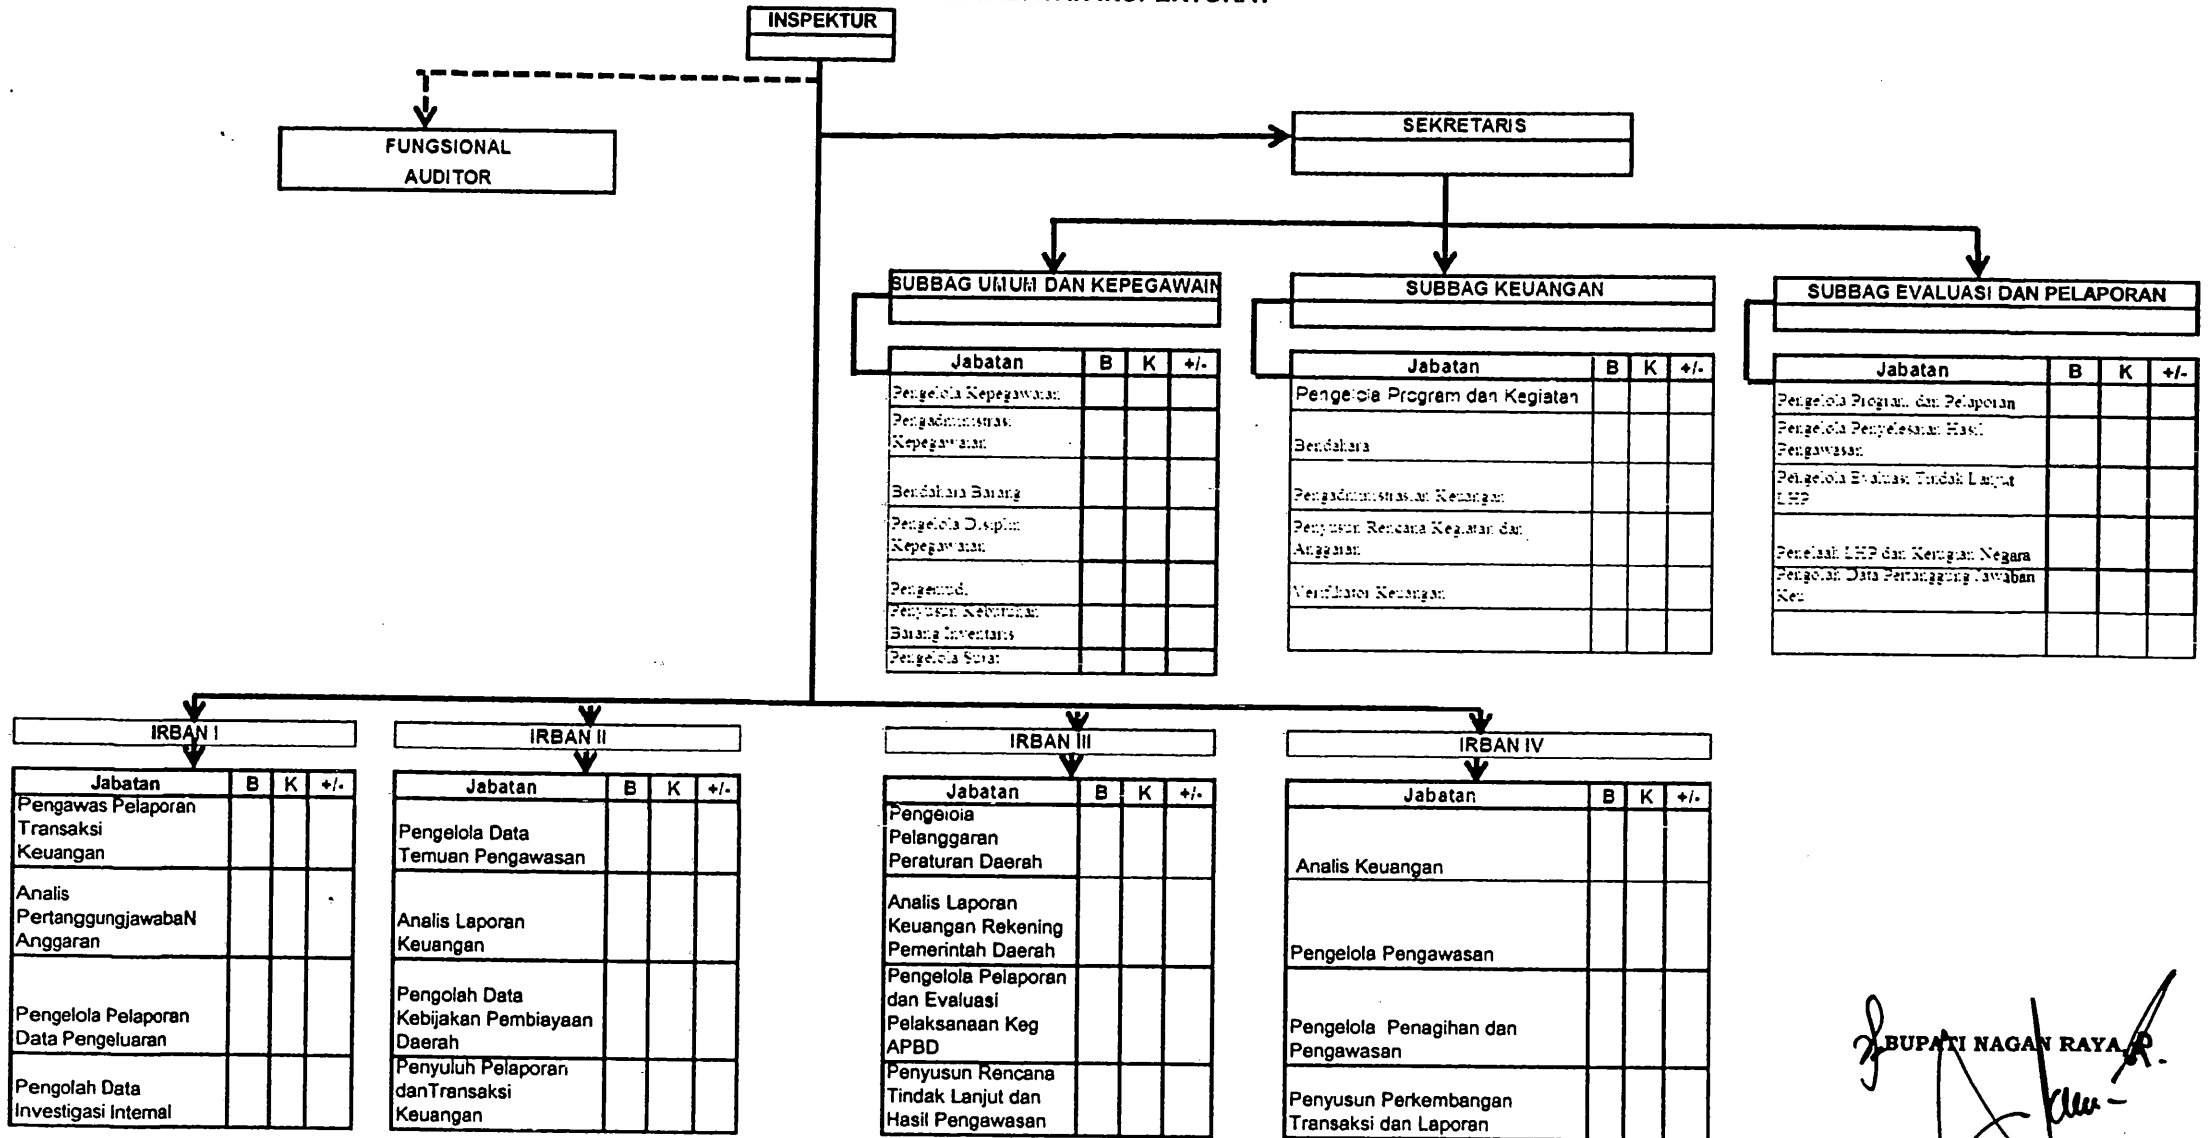 INSPEKTUR
FUNGSIONAL
AUDITOR
SEKRETARIS
SUBBAG UMUM DAN KEPEGAWAIN
Jabatan B K +/-
Pengelola Kepegawaian
Pengadministrasi
Kepegawaian
Bendahara Barang
Pengelola Disiplin
Kepegawaian
Pengemudi
Penyusun Kebutuhan
Barang Inventaris
Pengelola Surat
SUBBAG KEUANGAN
Jabatan B K +/-
Pengelola Program dan Kegiatan
Bendahara
Pengadministrasian Keuangan
Penyusun Rencana Kegiatan dan
Anggaran
Verifikator Keuangan
SUBBAG EVALUASI DAN PELAPORAN
Jabatan B K +/-
Pengelola Program dan Pelaporan
Pengelola Penyelesaian Hasil
Pengawasan
Pengelola Evaluasi Tindak Lanjut
LHP
Penelaah LHP dan Kerugian Negara
Pengolah Data Pertanggung Jawaban
Keu
IRBAN I
Jabatan B K +/-
Pengawas Pelaporan
Transaksi
Keuangan
Analis
PertanggungjawabaN
Anggaran
Pengelola Pelaporan
Data Pengeluaran
Pengolah Data
Investigasi Internal
IRBAN II
Jabatan B K +/-
Pengelola Data
Temuan Pengawasan
Analis Laporan
Keuangan
Pengolah Data
Kebijakan Pembiayaan
Daerah
Penyuluh Pelaporan
danTransaksi
Keuangan
IRBAN III
Jabatan B K +/-
Pengelola
Pelanggaran
Peraturan Daerah
Analis Laporan
Keuangan Rekening
Pemerintah Daerah
Pengelola Pelaporan
dan Evaluasi
Pelaksanaan Keg
APBD
Penyusun Rencana
Tindak Lanjut dan
Hasil Pengawasan
IRBAN IV
Jabatan B K +/-
Analis Keuangan
Pengelola Pengawasan
Pengelola Penagihan dan
Pengawasan
Penyusun Perkembangan
Transaksi dan Laporan
BUPATI NAGAN RAYA